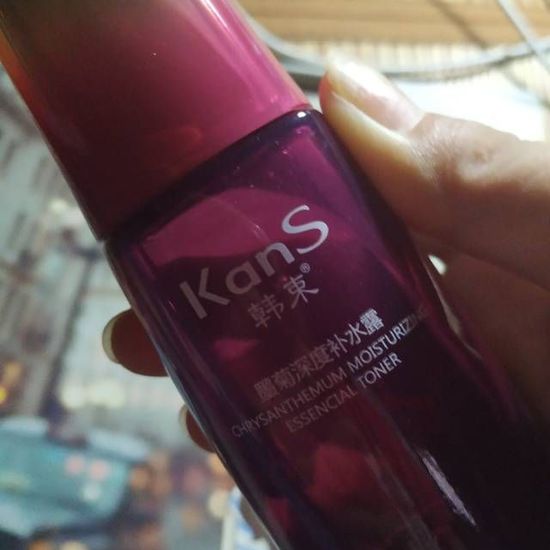 KanS
韩束®
墨菊深度补水露
CHRYSANTHEMUM MOISTURIZING
ESSENCIAL TONER